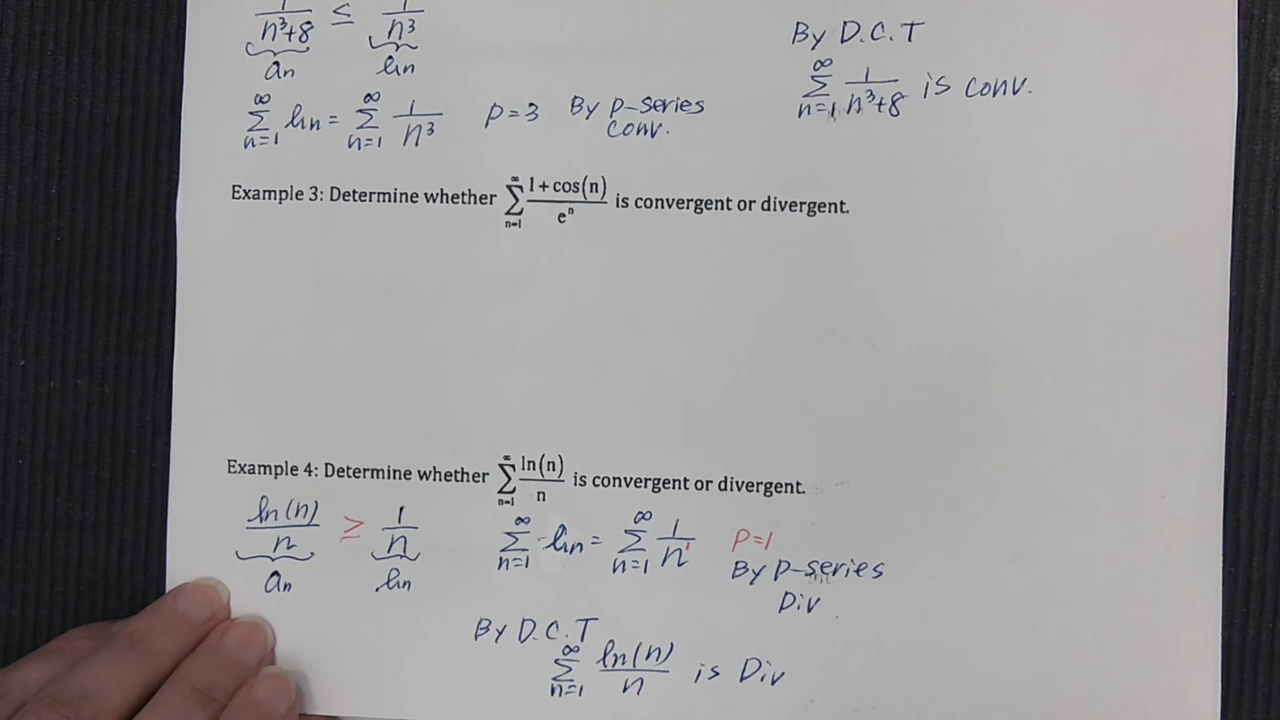 1/(n³+8) ≤ 1/n³
an bn
∞∑n=1 bn = ∞∑n=1 1/n³ P=3 By P-series
Conv.
By D.C.T
∞∑n=1 1/(n³+8) is conv.
Example 3: Determine whether ∞∑n=1 (1+cos(n))/eⁿ is convergent or divergent.
Example 4: Determine whether ∞∑n=1 ln(n)/n is convergent or divergent.
ln(n)/n ≥ 1/n
an bn
∞∑n=1 bn = ∞∑n=1 1/n¹ P=1
By P-series
Div
By D.C.T
∞∑n=1 ln(n)/n is Div